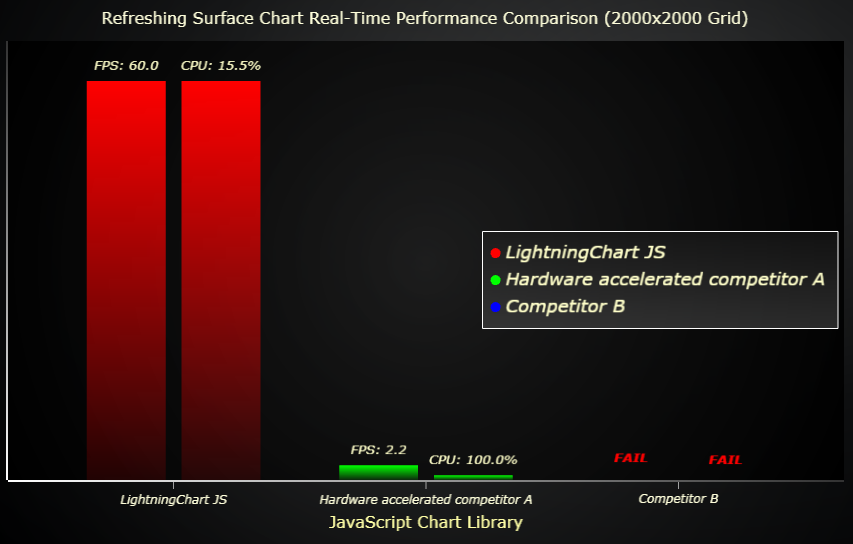 Refreshing Surface Chart Real-Time Performance Comparison (2000x2000 Grid)
FPS: 60.0
CPU: 15.5%
LightningChart JS
Hardware accelerated competitor A
Competitor B
FPS: 2.2
CPU: 100.0%
FAIL
FAIL
LightningChart JS
Hardware accelerated competitor A
Competitor B
JavaScript Chart Library